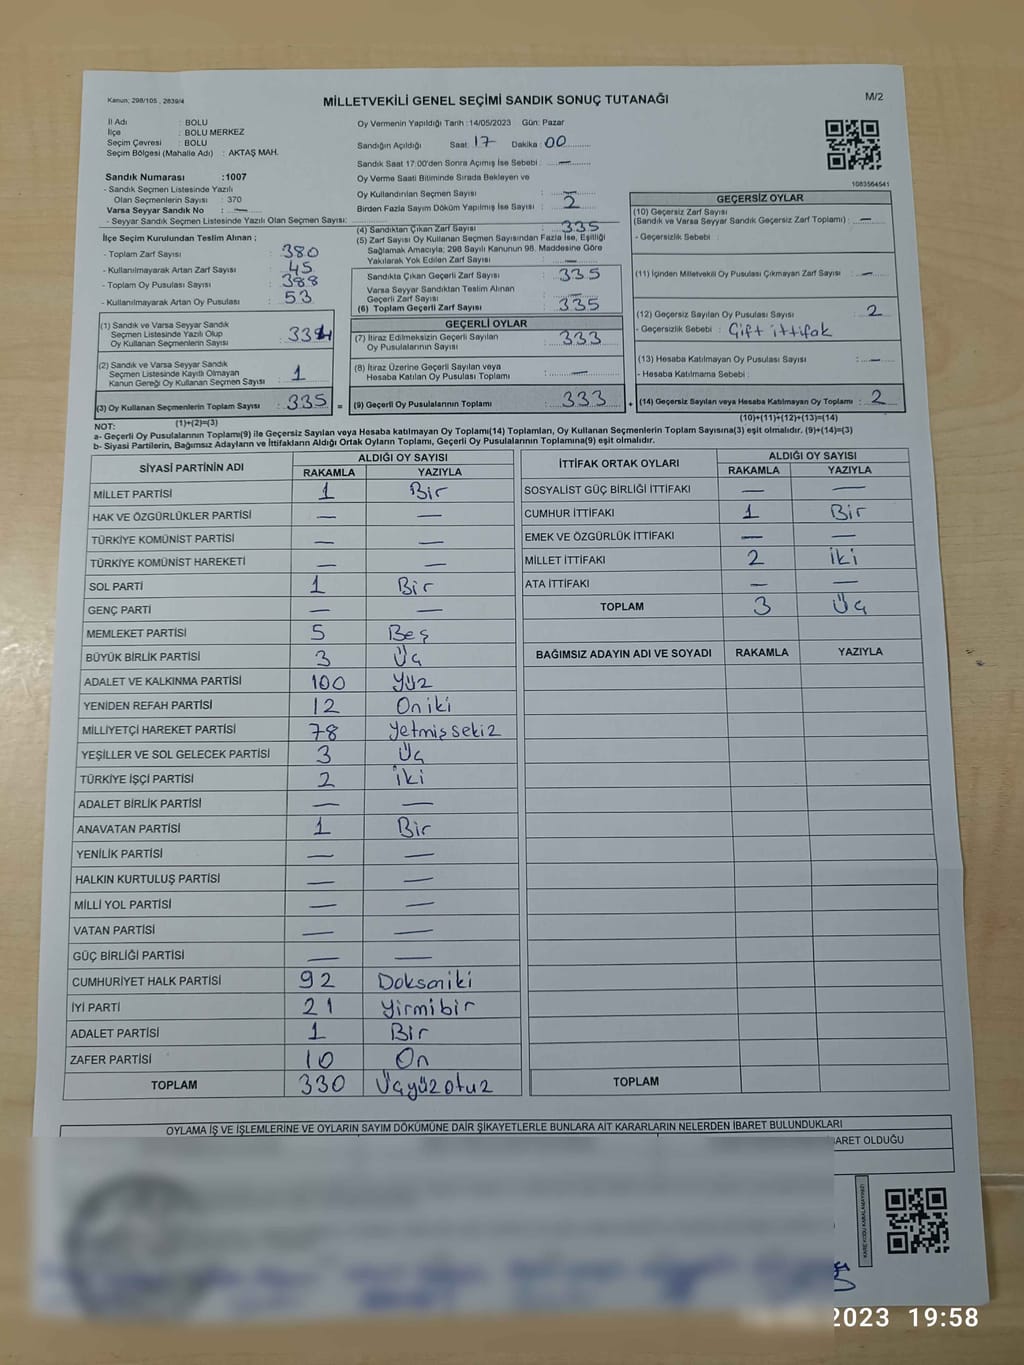 Kanun; 298/105 , 2839/4
MİLLETVEKİLİ GENEL SEÇİMİ SANDIK SONUÇ TUTANAĞI
M/2
İl Adı : BOLU
İlçe : BOLU MERKEZ
Seçim Çevresi : BOLU
Seçim Bölgesi (Mahalle Adı) : AKTAŞ MAH.
Sandık Numarası :1007
- Sandık Seçmen Listesinde Yazılı
Olan Seçmenlerin Sayısı : 370
Varsa Seyyar Sandık No : —
- Seyyar Seçmen Listesinde Yazılı Olan Seçmen Sayısı:
Oy Vermenin Yapıldığı Tarih :14/05/2023 Gün: Pazar
Sandığın Açıldığı Saat: 17 Dakika : 00
Sandık Saat 17:00'den Sonra Açımış İse Sebebi : —
Oy Verme Saati Bitiminde Sırada Bekleyen ve
Oy Kullandırılan Seçmen Sayısı : —
Birden Fazla Sayım Döküm Yapılmış İse Sayısı : 2
1083564541
İlçe Seçim Kurulundan Teslim Alınan ;
- Toplam Zarf Sayısı : 380
- Kullanılmayarak Artan Zarf Sayısı : 45
- Toplam Oy Pusulası Sayısı : 388
- Kullanılmayarak Artan Oy Pusulası : 53
(4) Sandıktan Çıkan Zarf Sayısı : 335
(5) Zarf Sayısı Oy Kullanan Seçmen Sayısından Fazla İse, Eşitliği
Sağlamak Amacıyla; 298 Sayılı Kanunun 98. Maddesine Göre
Yakılarak Yok Edilen Zarf Sayısı : —
Sandıkta Çıkan Geçerli Zarf Sayısı : 335
Varsa Seyyar Sandıktan Teslim Alınan
Geçerli Zarf Sayısı : —
(6) Toplam Geçerli Zarf Sayısı : 335
GEÇERSİZ OYLAR
(10) Geçersiz Zarf Sayısı
(Sandık ve Varsa Seyyar Sandık Geçersiz Zarf Toplamı) : —
- Geçersizlik Sebebi :
(11) İçinden Milletvekil Oy Pusulası Çıkmayan Zarf Sayısı : —
(12) Geçersiz Sayılan Oy Pusulası Sayısı : 2
- Geçersizlik Sebebi : Çift ittifak
(13) Hesaba Katılmayan Oy Pusulası Sayısı : —
- Hesaba Katılmama Sebebi :
(14) Geçersiz Sayılan veya Hesaba Katılmayan Oy Toplamı : 2
(10)+(11)+(12)+(13)=(14)
(1) Sandık ve Varsa Seyyar Sandık
Seçmen Listesinde Yazılı Olup
Oy Kullanan Seçmenlerin Sayısı : 334
(2) Sandık ve Varsa Seyyar Sandık
Seçmen Listesinde Kayıtlı Olmayan
Kanun Gereği Oy Kullanan Seçmen Sayısı : 1
(3) Oy Kullanan Seçmenlerin Toplam Sayısı : 335 =
(1)+(2)=(3)
GEÇERLİ OYLAR
(7) İtiraz Edilmeksizin Geçerli Sayılan
Oy Pusulalarının Sayısı : 333
(8) İtiraz Üzerine Geçerli Sayılan veya
Hesaba Katılan Oy Pusulası Toplamı : —
(9) Geçerli Oy Pusulalarının Toplamı : 333 +
NOT:
a- Geçerli Oy Pusulalarının Toplamı(9) ile Geçersiz Sayılan veya Hesaba katılmayan Oy Toplamı(14) Toplamları, Oy Kullanan Seçmenlerin Toplam Sayısına(3) eşit olmalıdır. (9)+(14)=(3)
b- Siyasi Partilerin, Bağımsız Adayların ve İttifakların Aldığı Ortak Oyların Toplamı, Geçerli Oy Pusulalarının Toplamına(9) eşit olmalıdır.
SİYASİ PARTİNİN ADI ALDIĞI OY SAYISI
RAKAMLA YAZIYLA
MİLLET PARTİSİ 1 Bir
HAK VE ÖZGÜRLÜKLER PARTİSİ — —
TÜRKİYE KOMÜNİST PARTİSİ — —
TÜRKİYE KOMÜNİST HAREKETİ — —
SOL PARTİ 1 Bir
GENÇ PARTİ — —
MEMLEKET PARTİSİ 5 Beş
BÜYÜK BİRLİK PARTİSİ 3 Üç
ADALET VE KALKINMA PARTİSİ 100 Yüz
YENİDEN REFAH PARTİSİ 12 Oniki
MİLLİYETÇİ HAREKET PARTİSİ 78 Yetmişsekiz
YEŞİLLER VE SOL GELECEK PARTİSİ 3 Üç
TÜRKİYE İŞÇİ PARTİSİ 2 İki
ADALET BİRLİK PARTİSİ — —
ANAVATAN PARTİSİ 1 Bir
YENİLİK PARTİSİ — —
HALKIN KURTULUŞ PARTİSİ — —
MİLLİ YOL PARTİSİ — —
VATAN PARTİSİ — —
GÜÇ BİRLİĞİ PARTİSİ — —
CUMHURİYET HALK PARTİSİ 92 Doksaniki
İYİ PARTİ 21 Yirmibir
ADALET PARTİSİ 1 Bir
ZAFER PARTİSİ 10 On
TOPLAM 330 Üçyüzotuz
İTTİFAK ORTAK OYLARI ALDIĞI OY SAYISI
RAKAMLA YAZIYLA
SOSYALİST GÜÇ BİRLİĞİ İTTİFAKI — —
CUMHUR İTTİFAKI 1 Bir
EMEK VE ÖZGÜRLÜK İTTİFAKI — —
MİLLET İTTİFAKI 2 İki
ATA İTTİFAKI — —
TOPLAM 3 Üç
BAĞIMSIZ ADAYIN ADI VE SOYADI RAKAMLA YAZIYLA
TOPLAM
OYLAMA İŞ VE İŞLEMLERİNE VE OYLARIN SAYIM DÖKÜMÜNE DAİR ŞİKAYETLERLE BUNLARA AİT KARARLARIN NELERDEN İBARET BULUNDUKLARI
BARET OLDUĞU
KAREKODU KARALAMAYINIZ!
2023 19:58